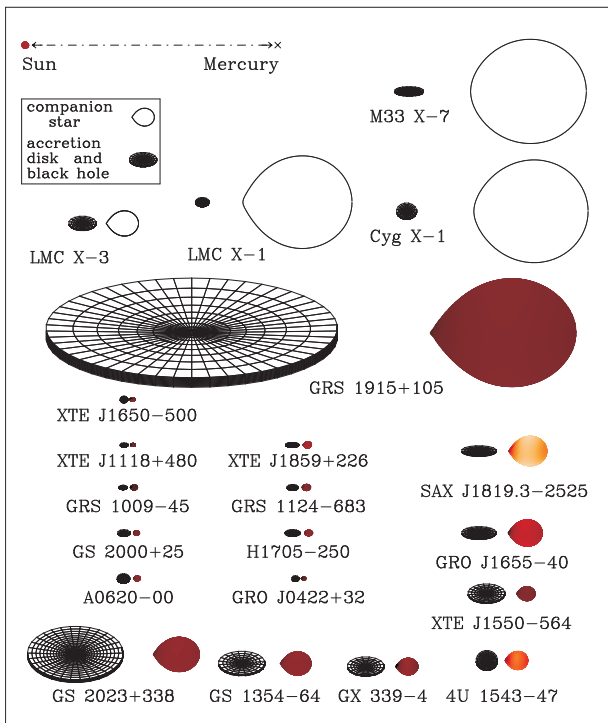 Sun
Mercury
companion
star
accretion
disk and
black hole
M33 X-7
LMC X-3
LMC X-1
Cyg X-1
GRS 1915+105
XTE J1650-500
XTE J1118+480
XTE J1859+226
SAX J1819.3-2525
GRS 1009-45
GRS 1124-683
GS 2000+25
H1705-250
GRO J1655-40
A0620-00
GRO J0422+32
XTE J1550-564
GS 2023+338
GS 1354-64
GX 339-4
4U 1543-47